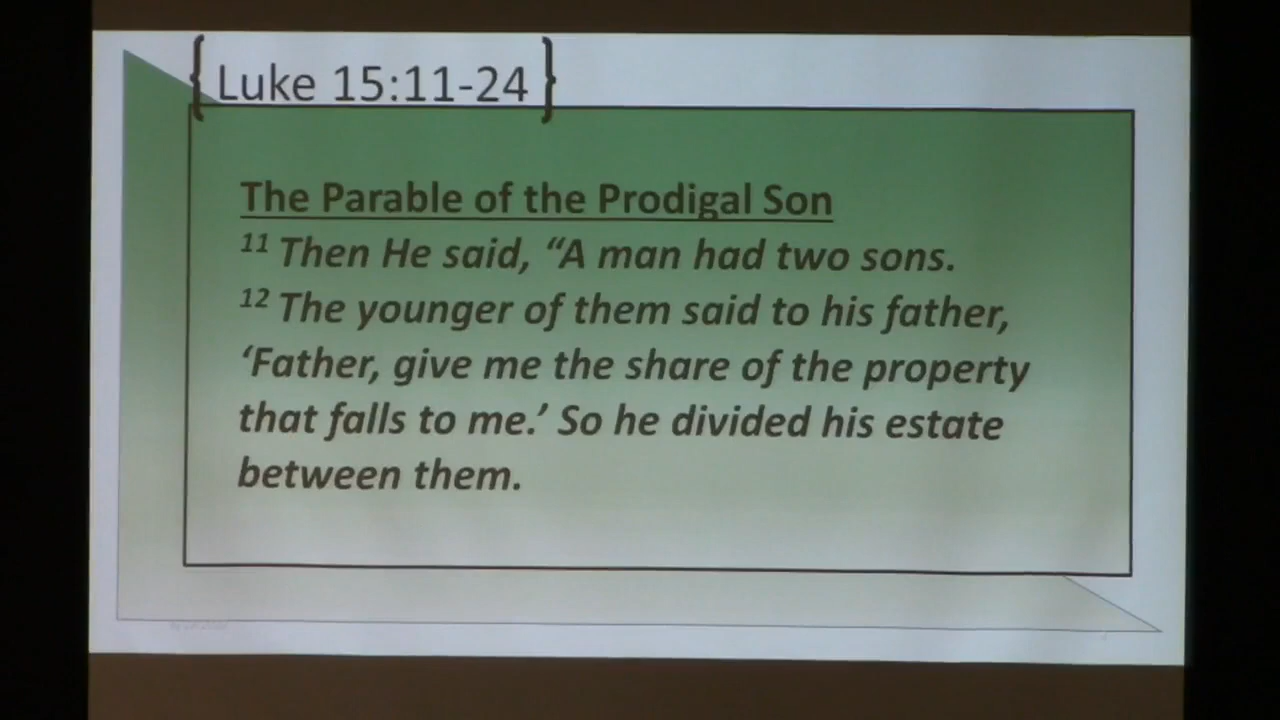 { Luke 15:11-24 }
The Parable of the Prodigal Son
11 Then He said, “A man had two sons.
12 The younger of them said to his father,
‘Father, give me the share of the property
that falls to me.’ So he divided his estate
between them.